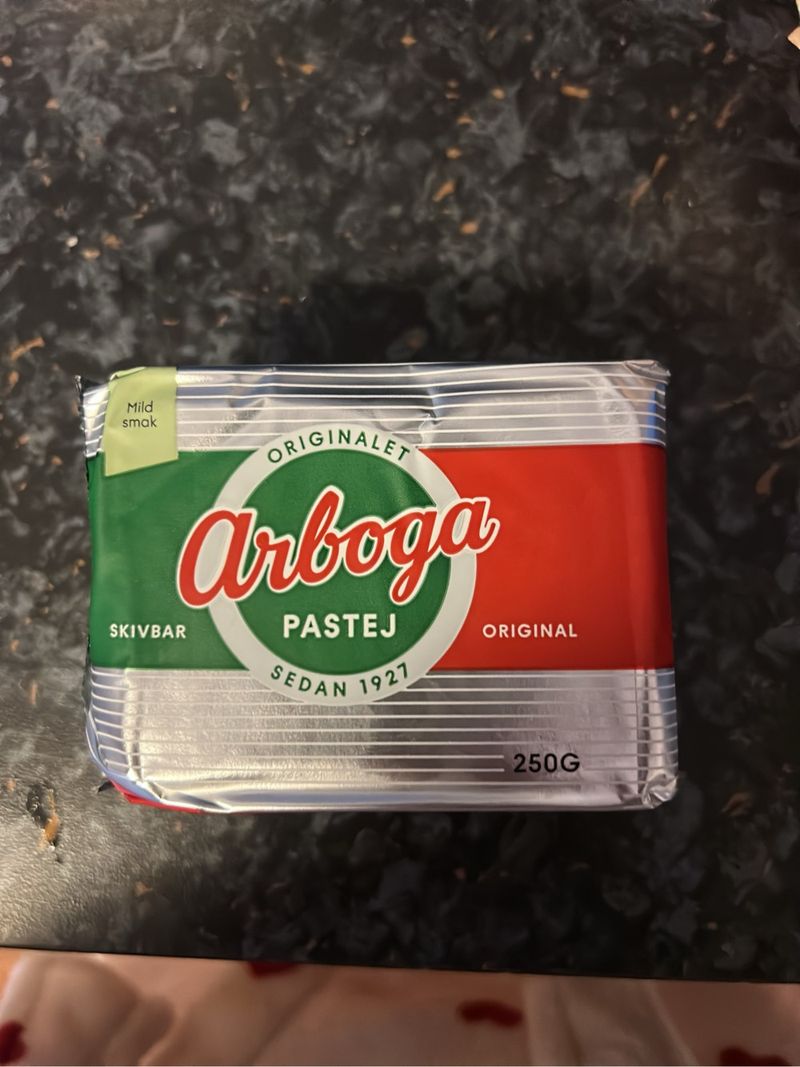 Mild
smak
ORIGINALET
Arboga
PASTEJ
SKIVBAR
ORIGINAL
SEDAN 1927
250G